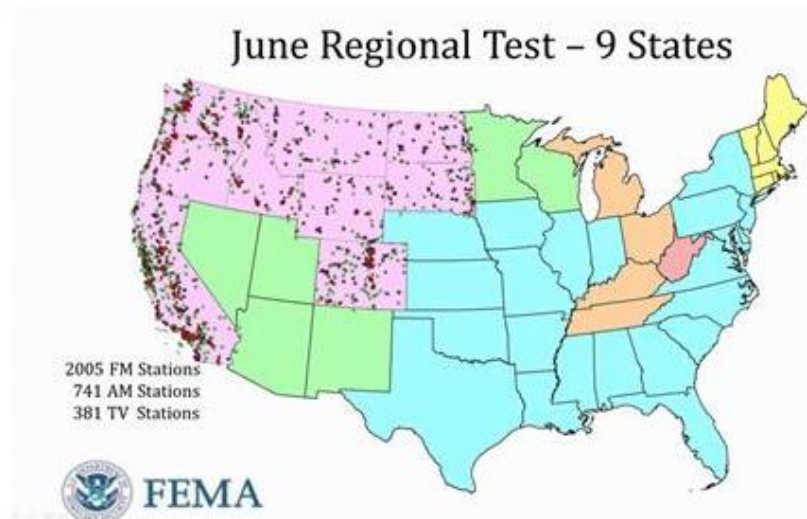 June Regional Test – 9 States
2005 FM Stations
741 AM Stations
381 TV Stations
FEMA